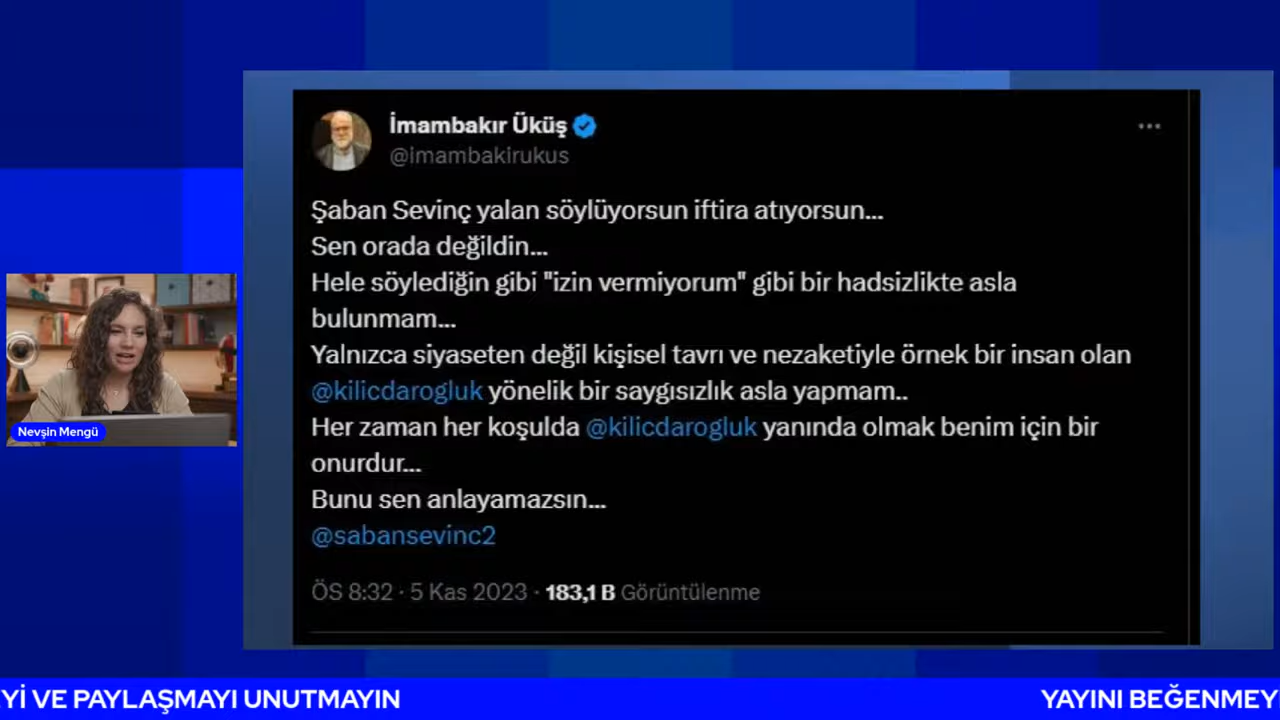 İmambakır Üküş
@imambakirukus
Şaban Sevinç yalan söylüyorsun iftira atıyorsun...
Sen orada değildin...
Hele söylediğin gibi "izin vermiyorum" gibi bir hadsizlikte asla
bulunmam...
Yalnızca siyaseten değil kişisel tavrı ve nezaketiyle örnek bir insan olan
@kilicdarogluk yönelik bir saygısızlık asla yapmam..
Her zaman her koşulda @kilicdarogluk yanında olmak benim için bir
onurdur...
Bunu sen anlayamazsın...
@sabansevinc2
ÖS 8:32 · 5 Kas 2023 · 183,1 B Görüntülenme
Nevşin Mengü
Yİ VE PAYLAŞMAYI UNUTMAYIN
YAYINI BEĞENMEY